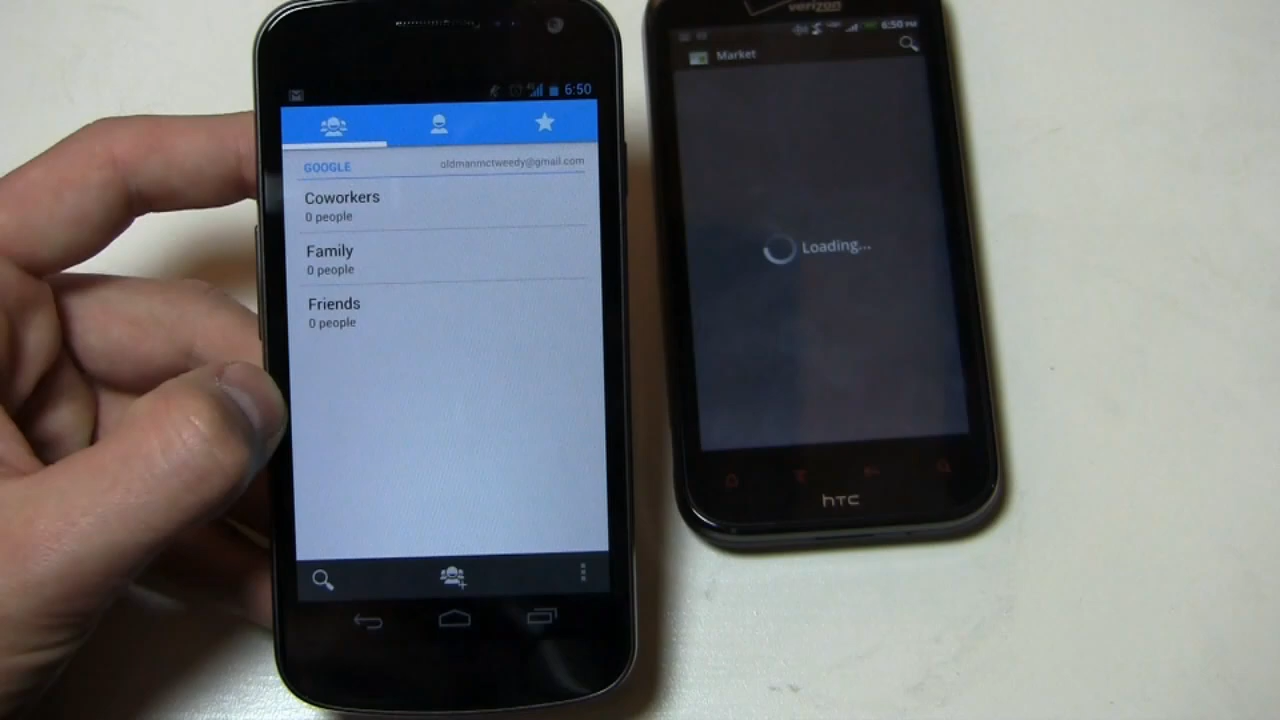 6:50
GOOGLE
oldmanmctweedy@gmail.com
Coworkers
0 people
Family
0 people
Friends
0 people
verizon
6:50 PM
Market
Loading...
hTC